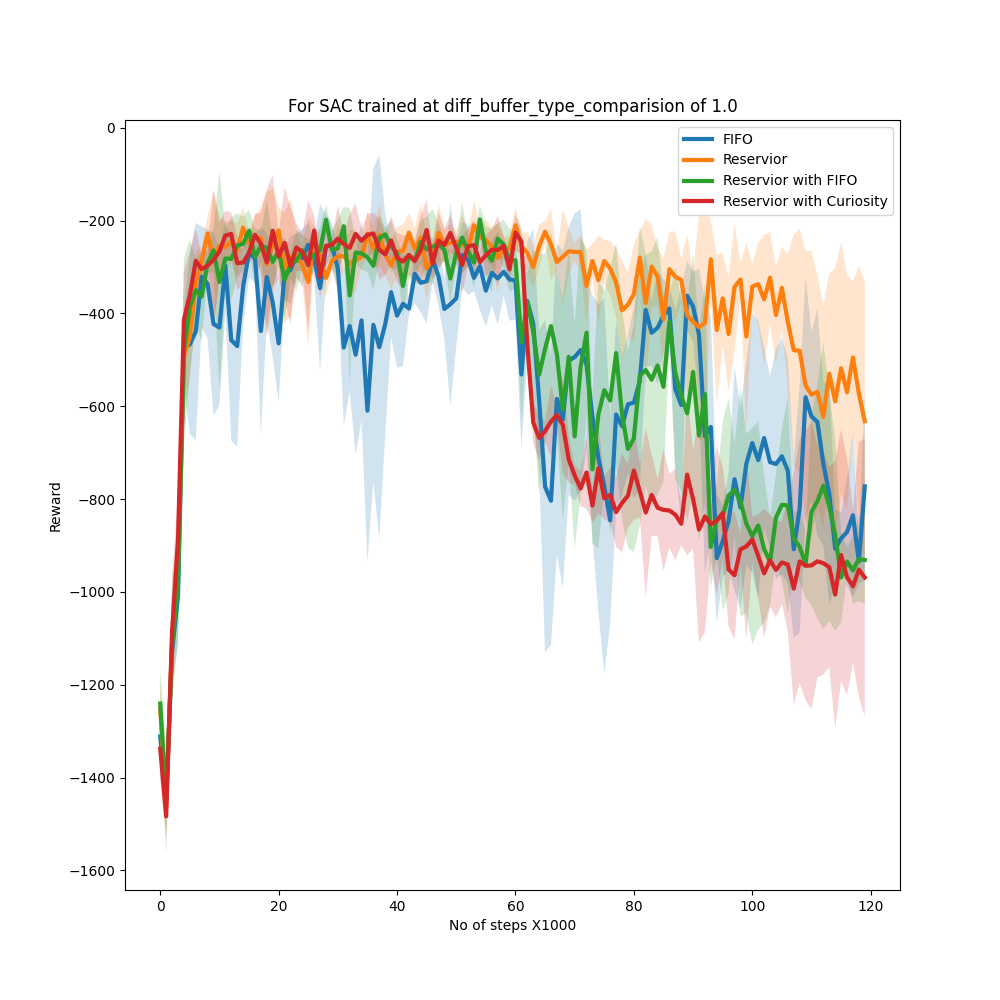 For SAC trained at diff_buffer_type_comparision of 1.0
0
−200
−400
−600
−800
−1000
−1200
−1400
−1600
Reward
FIFO
Reservior
Reservior with FIFO
Reservior with Curiosity
0 20 40 60 80 100 120
No of steps X1000